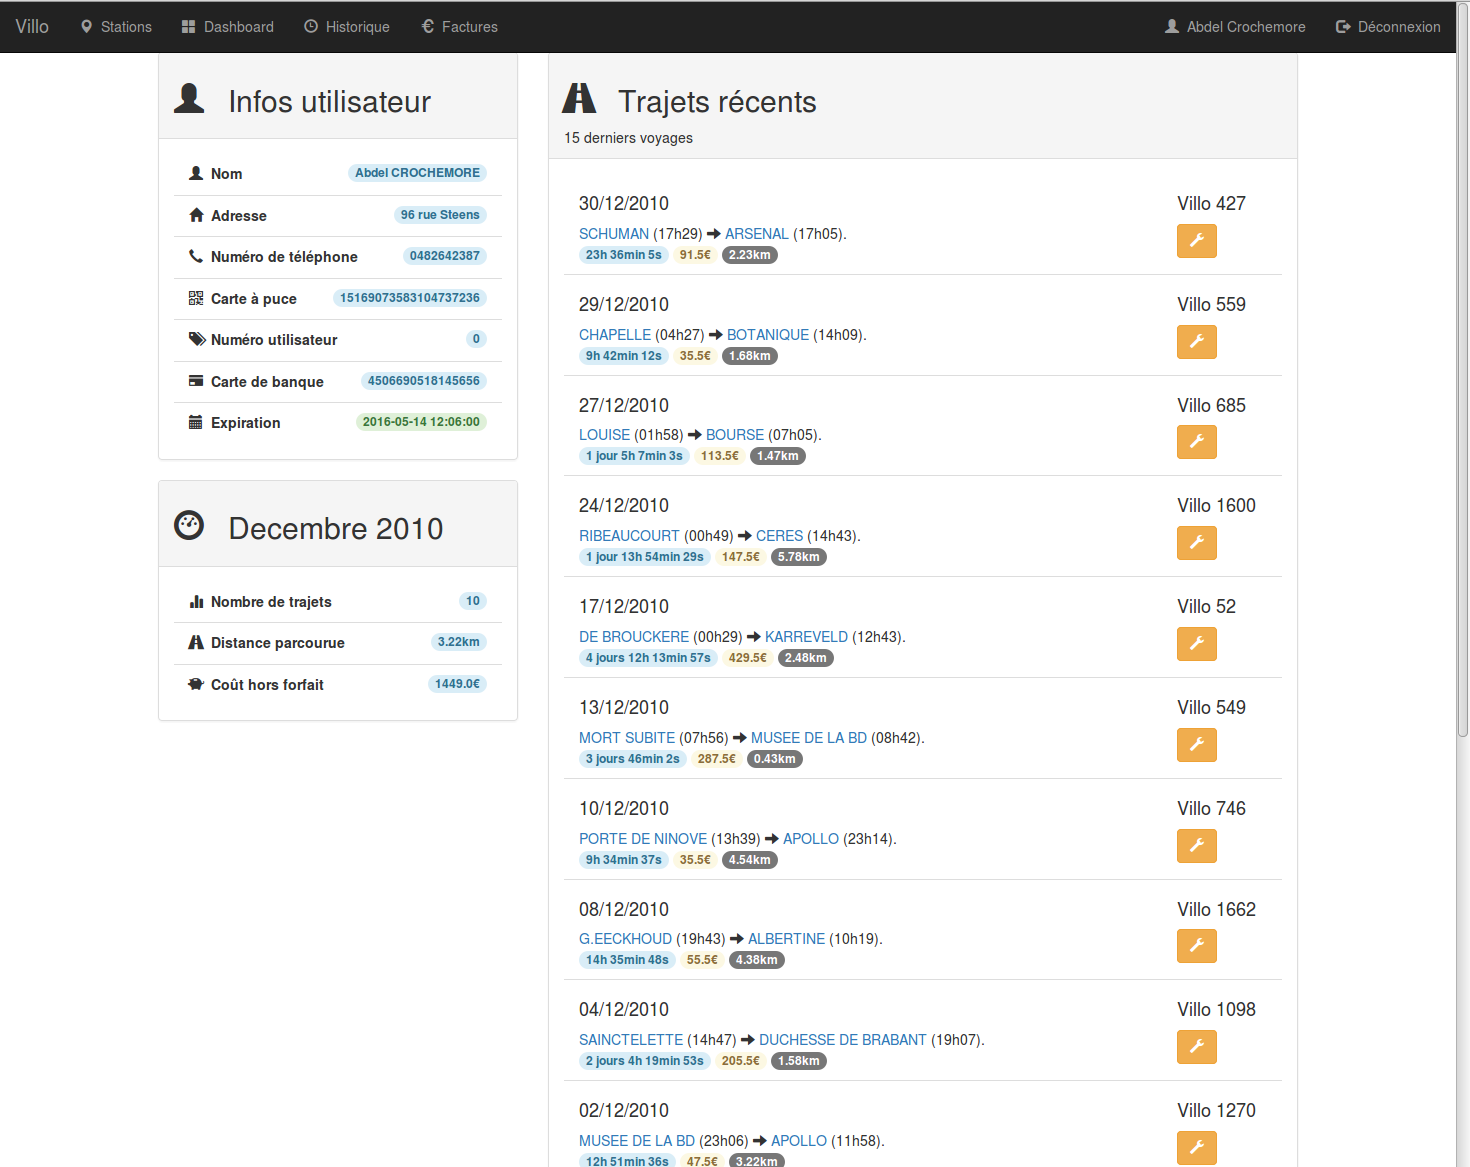 Villo Stations Dashboard Historique Factures Abdel Crochemore Déconnexion
Infos utilisateur
Nom Abdel CROCHEMORE
Adresse 96 rue Steens
Numéro de téléphone 0482642387
Carte à puce 15169073583104737236
Numéro utilisateur 0
Carte de banque 4506690518145656
Expiration 2016-05-14 12:06:00
Decembre 2010
Nombre de trajets 10
Distance parcourue 3.22km
Coût hors forfait 1449.0€
Trajets récents
15 derniers voyages
30/12/2010 Villo 427
SCHUMAN (17h29) ➔ ARSENAL (17h05).
23h 36min 5s 91.5€ 2.23km
29/12/2010 Villo 559
CHAPELLE (04h27) ➔ BOTANIQUE (14h09).
9h 42min 12s 35.5€ 1.68km
27/12/2010 Villo 685
LOUISE (01h58) ➔ BOURSE (07h05).
1 jour 5h 7min 3s 113.5€ 1.47km
24/12/2010 Villo 1600
RIBEAUCOURT (00h49) ➔ CERES (14h43).
1 jour 13h 54min 29s 147.5€ 5.78km
17/12/2010 Villo 52
DE BROUCKERE (00h29) ➔ KARREVELD (12h43).
4 jours 12h 13min 57s 429.5€ 2.48km
13/12/2010 Villo 549
MORT SUBITE (07h56) ➔ MUSEE DE LA BD (08h42).
3 jours 46min 2s 287.5€ 0.43km
10/12/2010 Villo 746
PORTE DE NINOVE (13h39) ➔ APOLLO (23h14).
9h 34min 37s 35.5€ 4.54km
08/12/2010 Villo 1662
G.EECKHOUD (19h43) ➔ ALBERTINE (10h19).
14h 35min 48s 55.5€ 4.38km
04/12/2010 Villo 1098
SAINCTELETTE (14h47) ➔ DUCHESSE DE BRABANT (19h07).
2 jours 4h 19min 53s 205.5€ 1.58km
02/12/2010 Villo 1270
MUSEE DE LA BD (23h06) ➔ APOLLO (11h58).
12h 51min 36s 47.5€ 3.22km